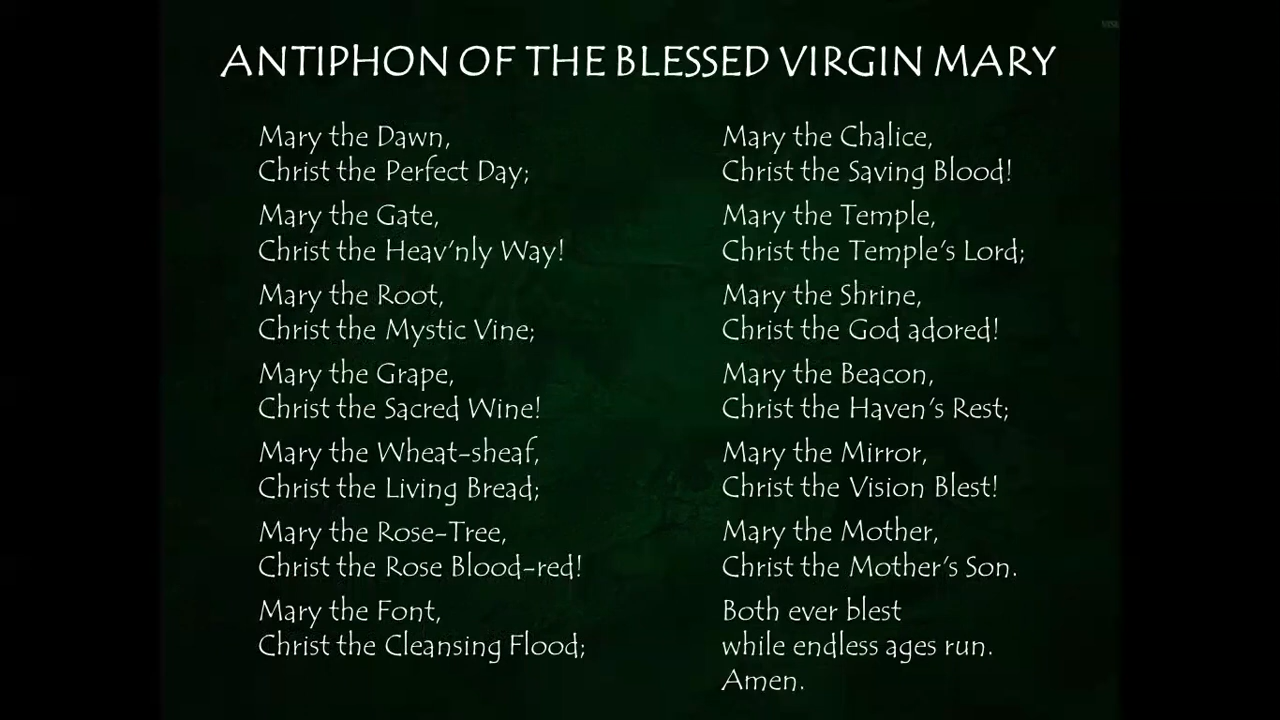 ANTIPHON OF THE BLESSED VIRGIN MARY
Mary the Dawn,
Christ the Perfect Day;
Mary the Gate,
Christ the Heav’nly Way!
Mary the Root,
Christ the Mystic Vine;
Mary the Grape,
Christ the Sacred Wine!
Mary the Wheat-sheaf,
Christ the Living Bread;
Mary the Rose-Tree,
Christ the Rose Blood-red!
Mary the Font,
Christ the Cleansing Flood;
Mary the Chalice,
Christ the Saving Blood!
Mary the Temple,
Christ the Temple’s Lord;
Mary the Shrine,
Christ the God adored!
Mary the Beacon,
Christ the Haven’s Rest;
Mary the Mirror,
Christ the Vision Blest!
Mary the Mother,
Christ the Mother’s Son.
Both ever blest
while endless ages run.
Amen.